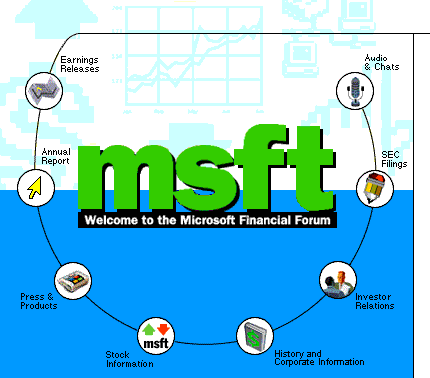 Earnings
Releases
Audio
& Chats
Annual
Report
SEC
Filings
msft
Welcome to the Microsoft Financial Forum
Press &
Products
Investor
Relations
msft
Stock
Information
History and
Corporate Information